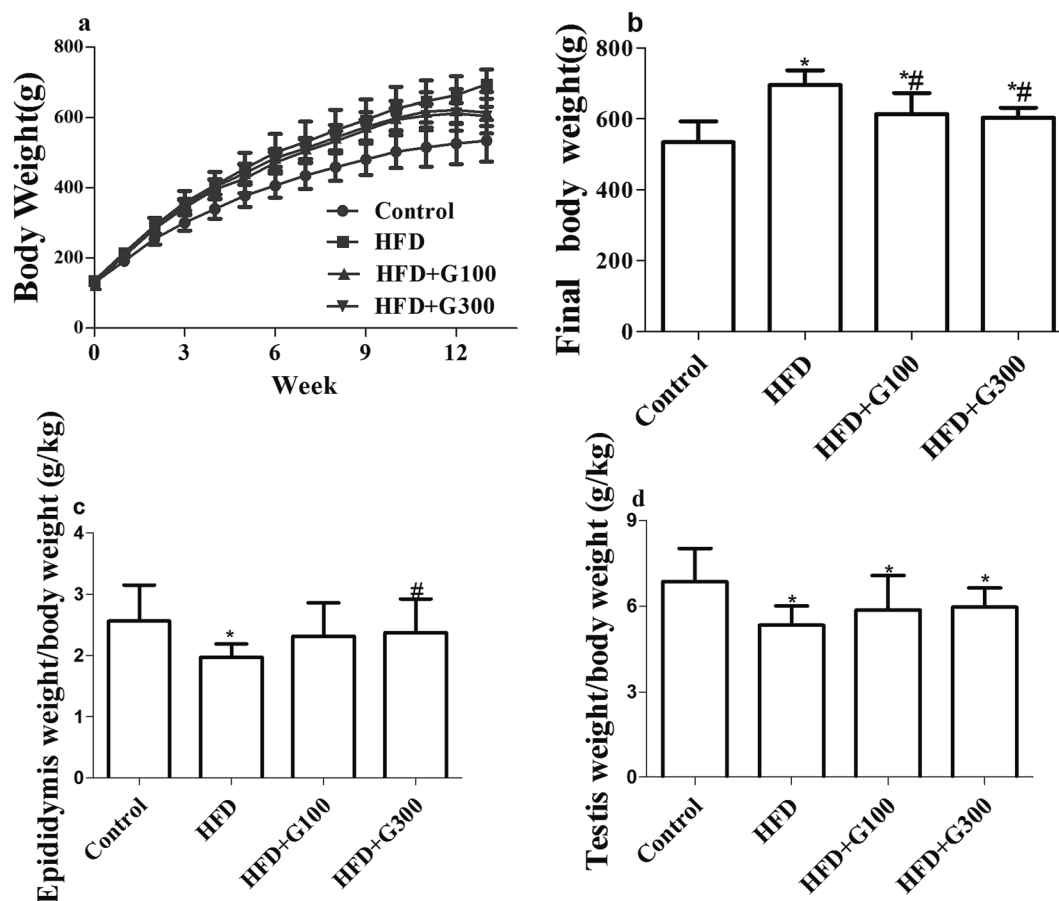 a
Body Weight(g)
800
600
400
200
0
0 3 6 9 12
Week
Control
HFD
HFD+G100
HFD+G300
b
Final body weight(g)
800
600
800
600
0
*
*#
*#
Control
HFD
HFD+G100
HFD+G300
c
Epididymis weight/body weight (g/kg)
4
3
2
1
0
*
#
Control
HFD
HFD+G100
HFD+G300
d
Testis weight/body weight (g/kg)
9
6
3
0
*
*
*
Control
HFD
HFD+G100
HFD+G300